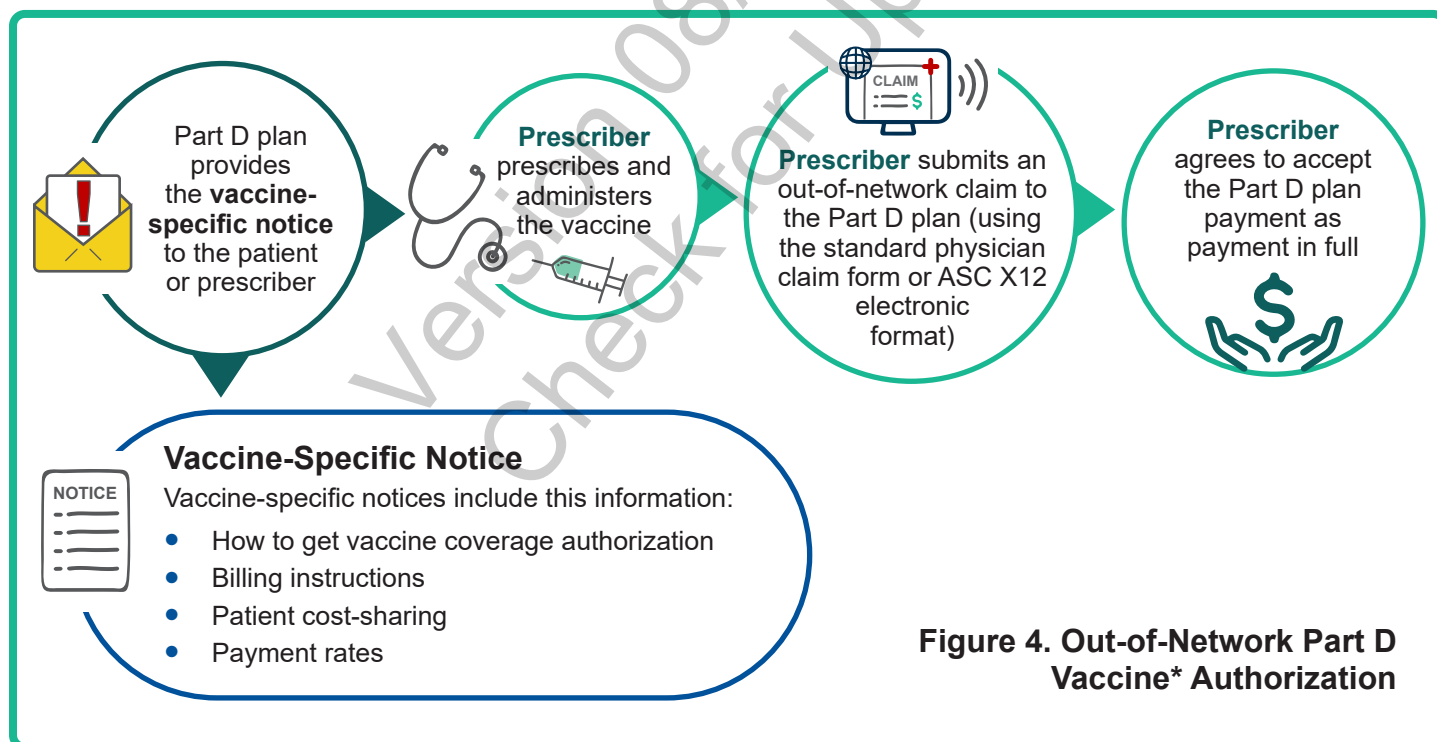 Part D plan
provides
the vaccine-
specific notice
to the patient
or prescriber
Prescriber
prescribes and
administers
the vaccine
CLAIM
$
Prescriber submits an
out-of-network claim to
the Part D plan (using
the standard physician
claim form or ASC X12
electronic
format)
Prescriber
agrees to accept
the Part D plan
payment as
payment in full
$
NOTICE
Vaccine-Specific Notice
Vaccine-specific notices include this information:
• How to get vaccine coverage authorization
• Billing instructions
• Patient cost-sharing
• Payment rates
Figure 4. Out-of-Network Part D
Vaccine* Authorization
Version
Check for